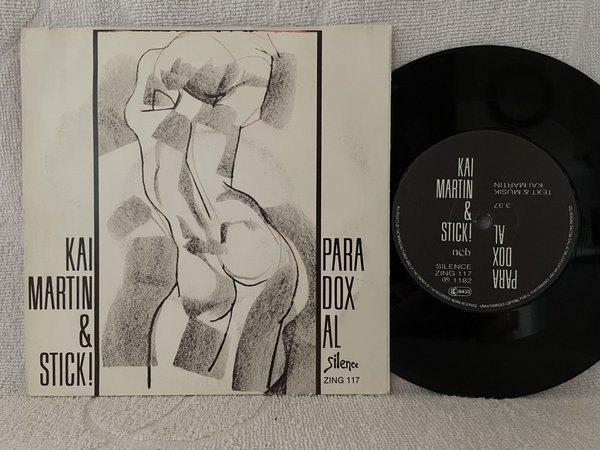 KAI
MARTIN
&
STICK!
PARA
DOX
AL
Silence
ZING 117
KAI
MARTIN
&
STICK!
ncb
SILENCE
ZING 117
Ⓟ 1182
PARA
DOX
AL
3.37
TEXT & MUSIK
KAI MARTIN